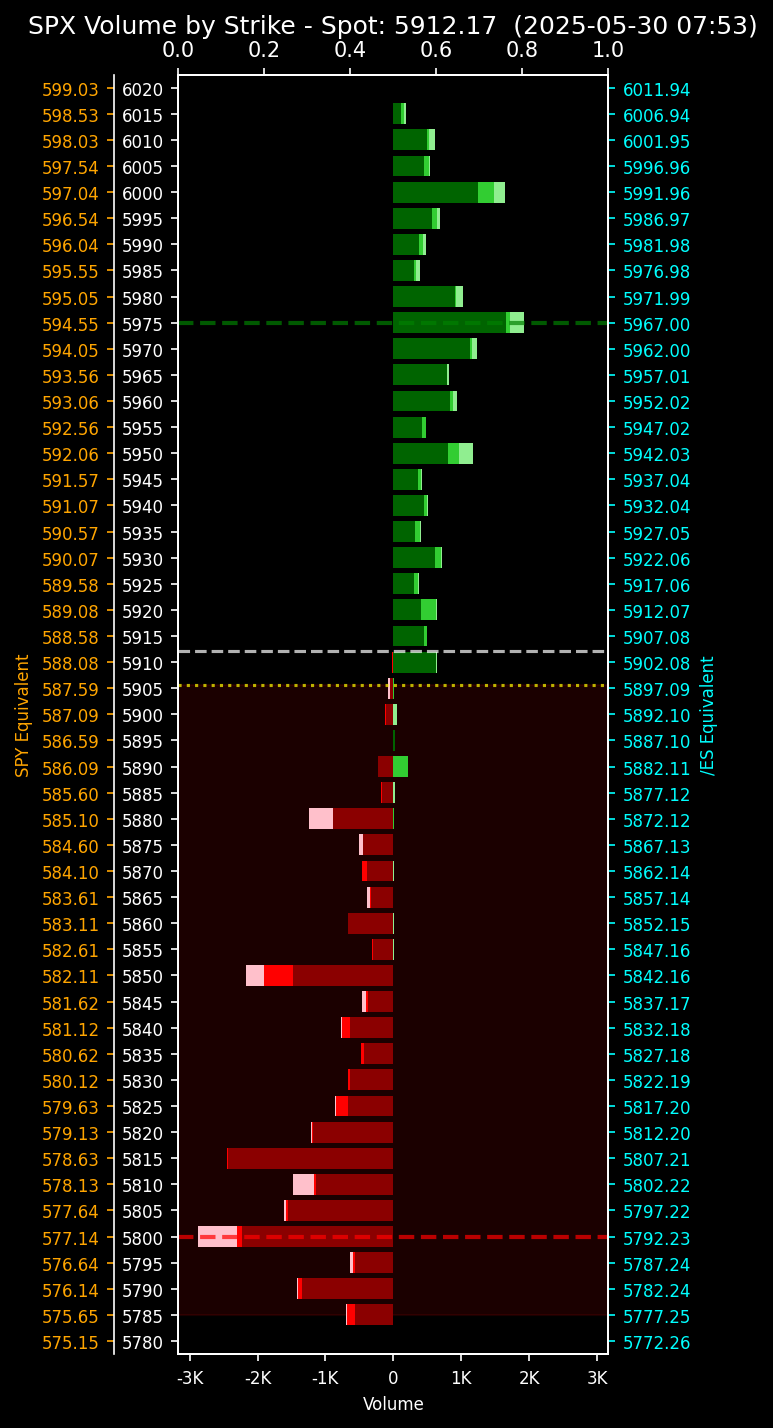 SPX Volume by Strike - Spot: 5912.17 (2025-05-30 07:53)
0.0 0.2 0.4 0.6 0.8 1.0
599.03 6020 6011.94
598.53 6015 6006.94
598.03 6010 6001.95
597.54 6005 5996.96
597.04 6000 5991.96
596.54 5995 5986.97
596.04 5990 5981.98
595.55 5985 5976.98
595.05 5980 5971.99
594.55 5975 5967.00
594.05 5970 5962.00
593.56 5965 5957.01
593.06 5960 5952.02
592.56 5955 5947.02
592.06 5950 5942.03
591.57 5945 5937.04
591.07 5940 5932.04
590.57 5935 5927.05
590.07 5930 5922.06
589.58 5925 5917.06
589.08 5920 5912.07
588.58 5915 5907.08
588.08 5910 5902.08
587.59 5905 5897.09
587.09 5900 5892.10
586.59 5895 5887.10
586.09 5890 5882.11
585.60 5885 5877.12
585.10 5880 5872.12
584.60 5875 5867.13
584.10 5870 5862.14
583.61 5865 5857.14
583.11 5860 5852.15
582.61 5855 5847.16
582.11 5850 5842.16
581.62 5845 5837.17
581.12 5840 5832.18
580.62 5835 5827.18
580.12 5830 5822.19
579.63 5825 5817.20
579.13 5820 5812.20
578.63 5815 5807.21
578.13 5810 5802.22
577.64 5805 5797.22
577.14 5800 5792.23
576.64 5795 5787.24
576.14 5790 5782.24
575.65 5785 5777.25
575.15 5780 5772.26
SPY Equivalent
/ES Equivalent
-3K -2K -1K 0 1K 2K 3K
Volume